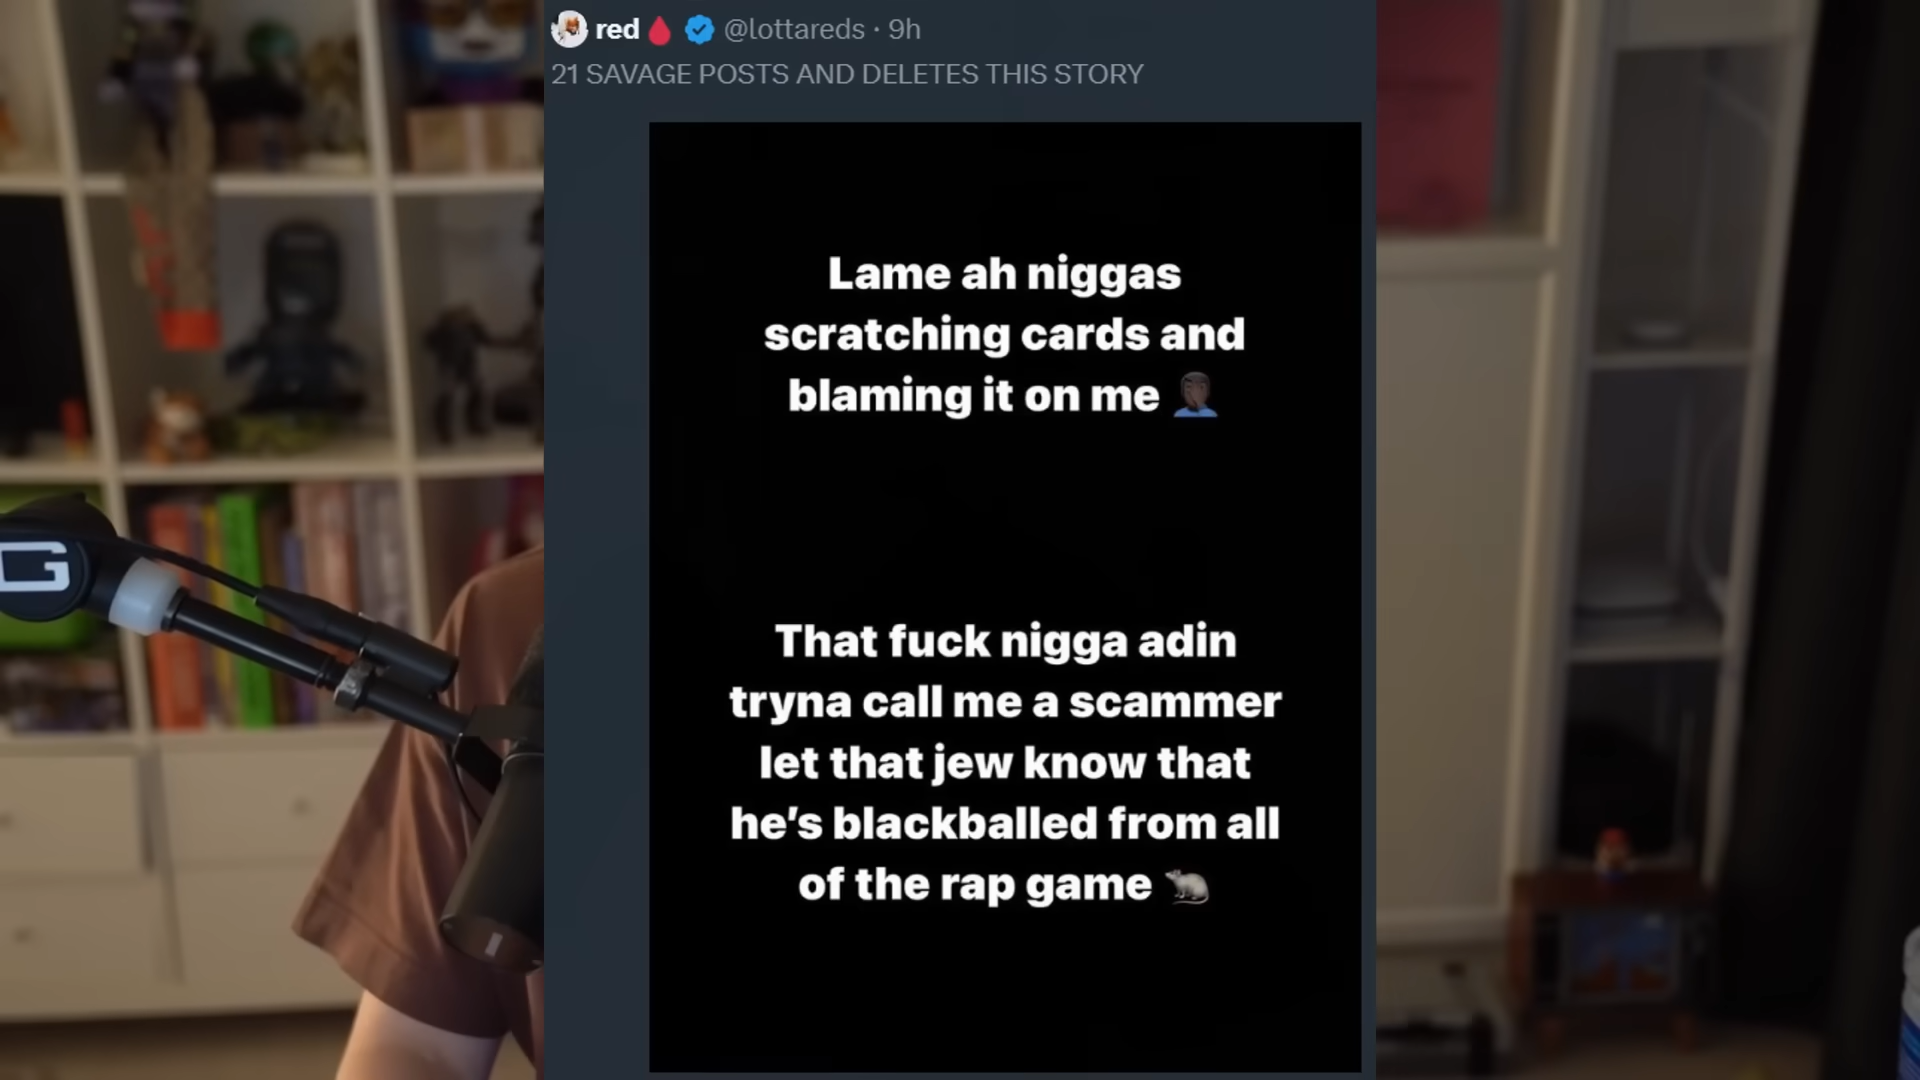 red @lottareds · 9h
21 SAVAGE POSTS AND DELETES THIS STORY
Lame ah niggas
scratching cards and
blaming it on me
That fuck nigga adin
tryna call me a scammer
let that jew know that
he's blackballed from all
of the rap game
G